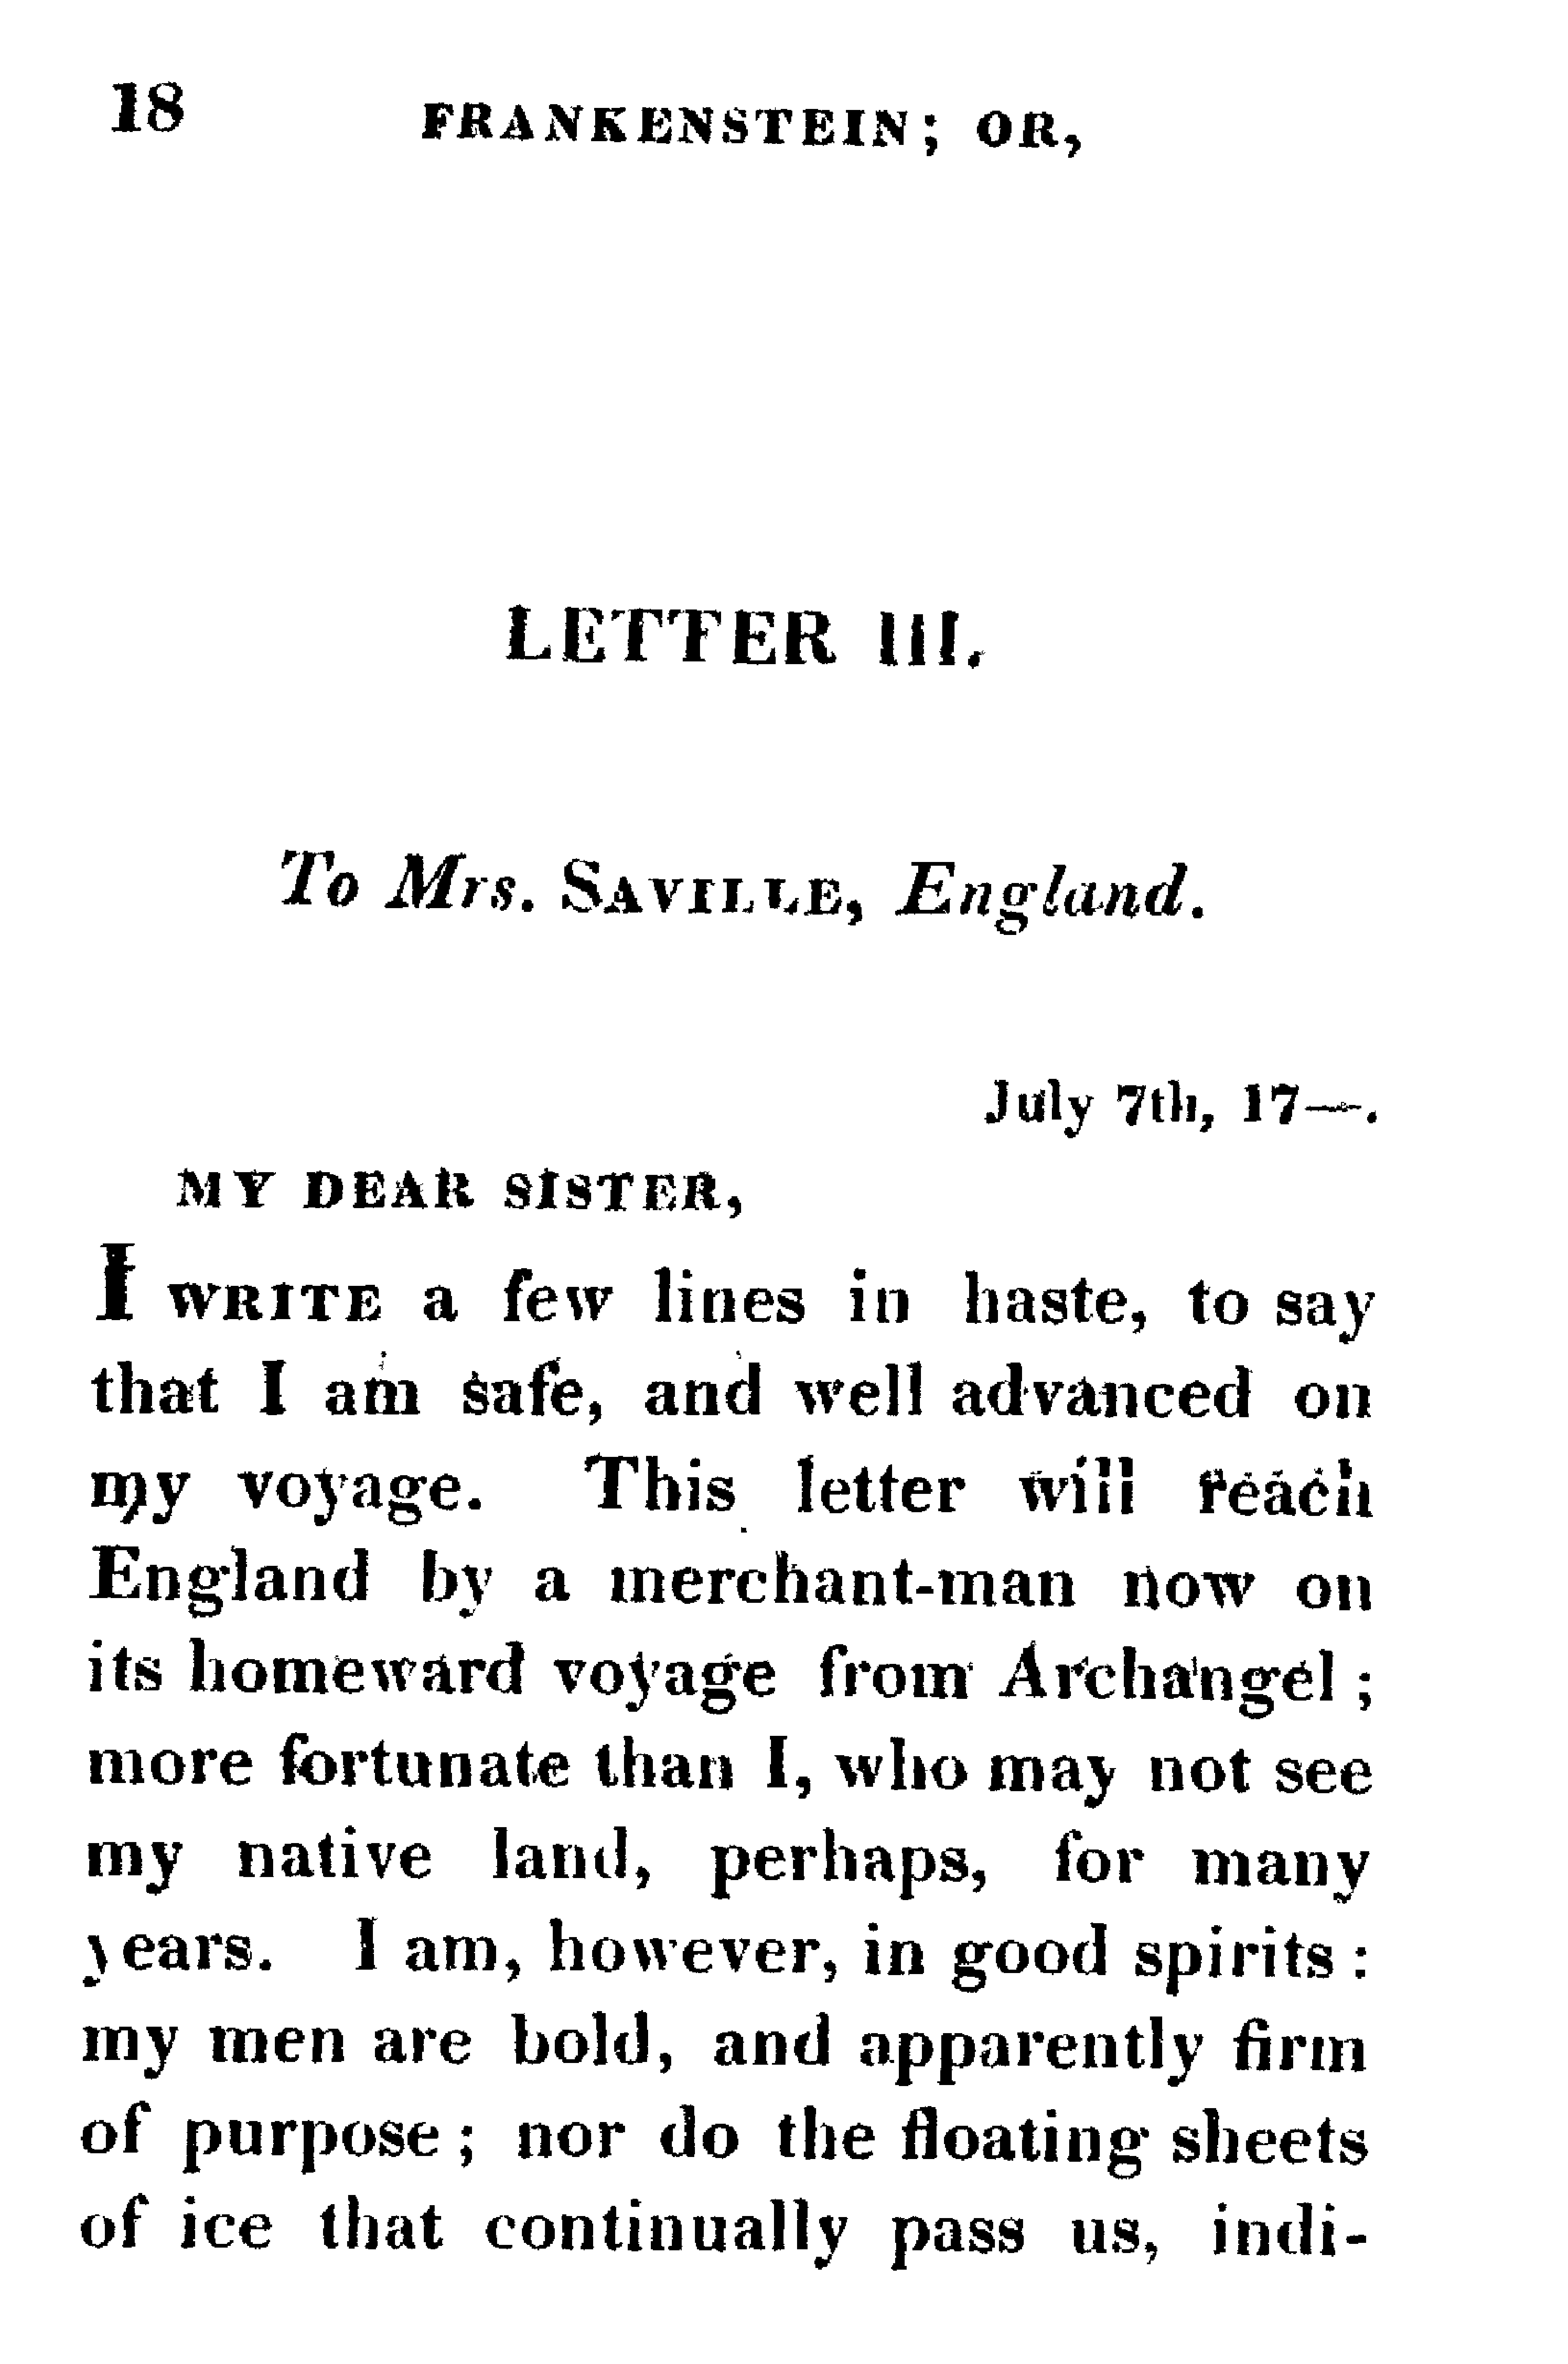 18 FRANKENSTEIN; OR,
LETTER III.
To Mrs. SAVILLE, England.
July 7th, 17—.
MY DEAR SISTER,
I WRITE a few lines in haste, to say
that I am safe, and well advanced on
my voyage. This letter will reach
England by a merchant-man now on
its homeward voyage from Archangel;
more fortunate than I, who may not see
my native land, perhaps, for many
years. I am, however, in good spirits:
my men are bold, and apparently firm
of purpose; nor do the floating sheets
of ice that continually pass us, indi-